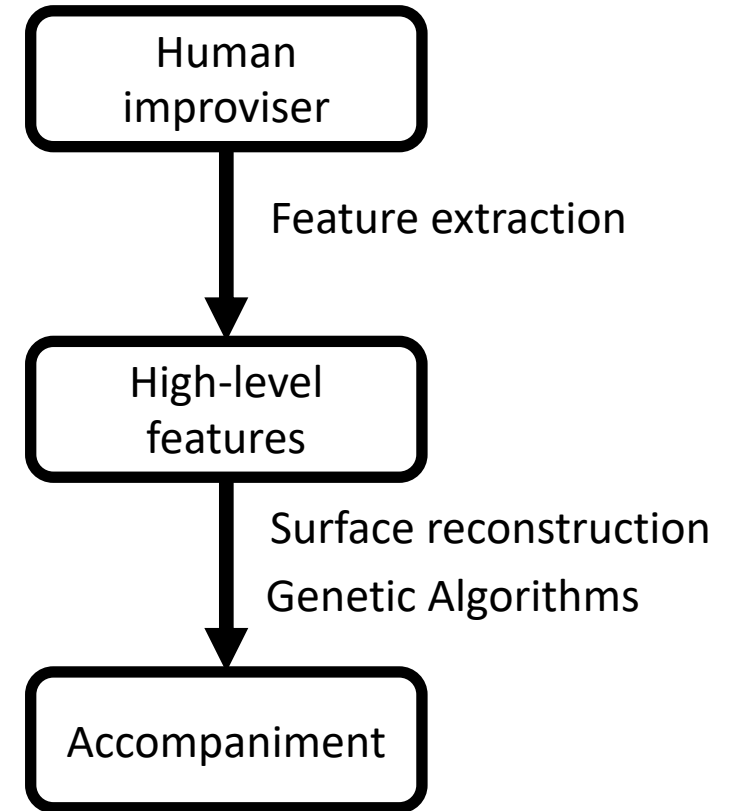 Human
improviser
Feature extraction
High-level
features
Surface reconstruction
Genetic Algorithms
Accompaniment